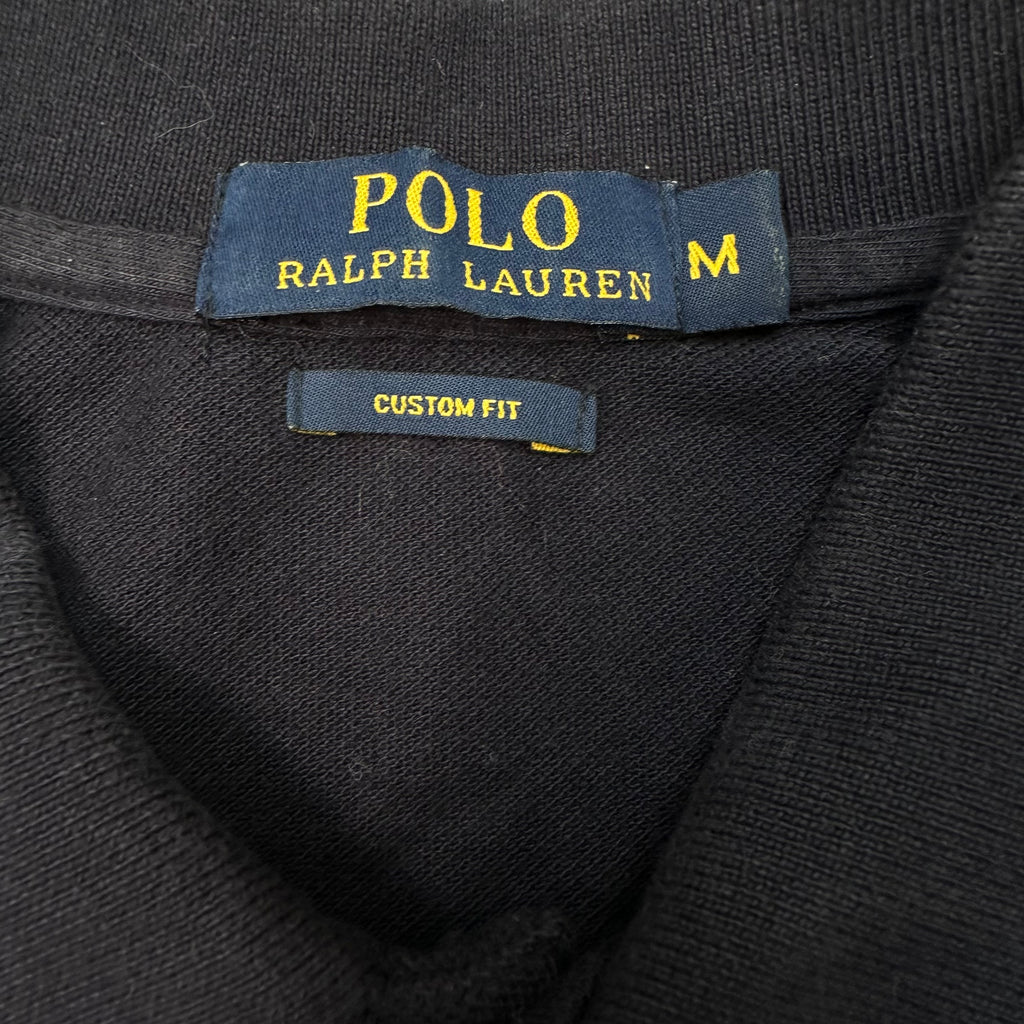 POLO
RALPH LAUREN
M
CUSTOM FIT